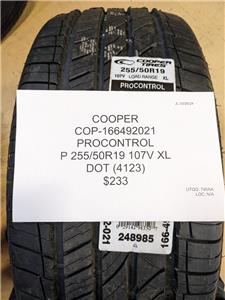 COOPER TIRES
255/50R19
107V LOAD RANGE XL
PROCONTROL
COOPER
COP-166492021
PROCONTROL
P 255/50R19 107V XL
DOT (4123)
$233
248985